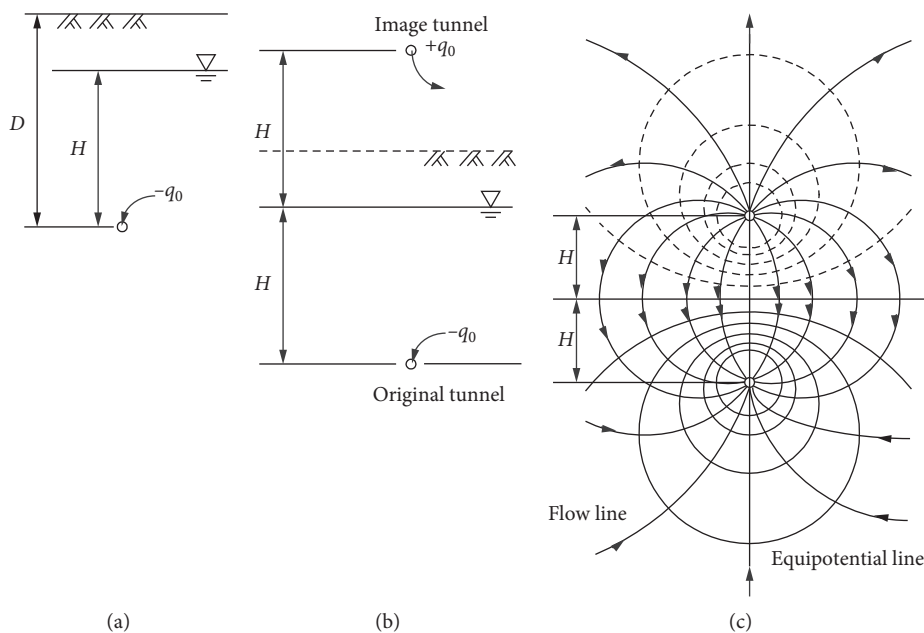 D
H
–q0
(a)
Image tunnel
+q0
H
H
–q0
Original tunnel
(b)
H
H
Flow line
Equipotential line
(c)